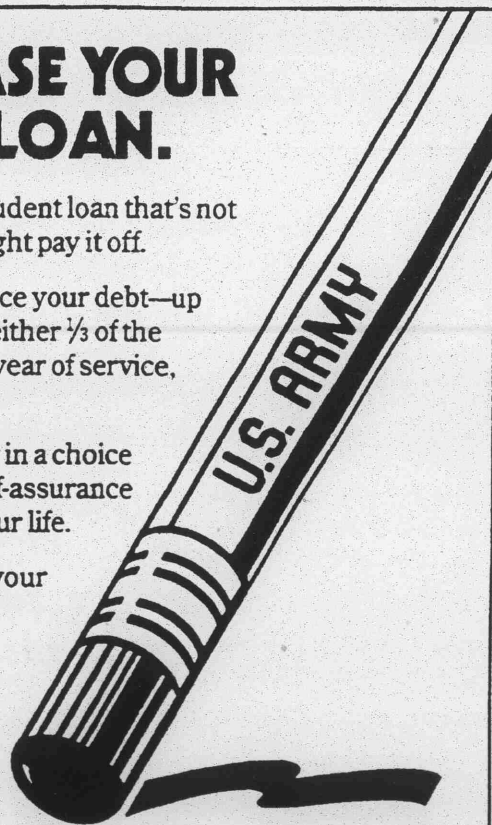 ASE YOUR
LOAN.
udent loan that's not
ght pay it off.
ce your debt—up
either ⅓ of the
year of service,
in a choice
f-assurance
ur life.
your
U.S. ARMY